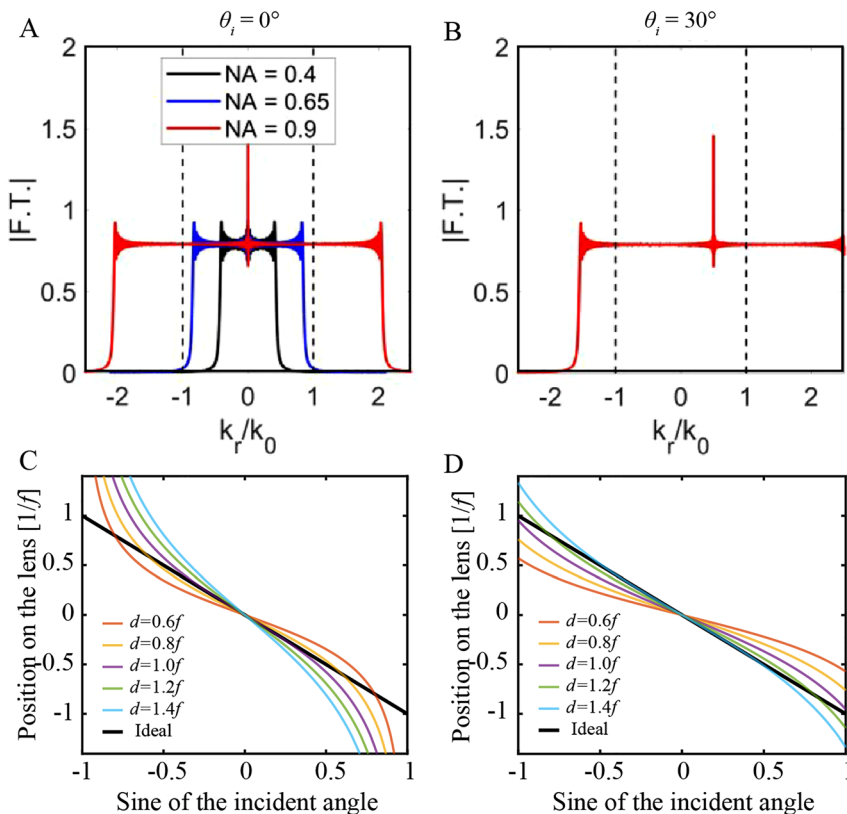 A
θi = 0°
|F.T.|
2
1.5
1
0.5
0
NA = 0.4
NA = 0.65
NA = 0.9
-2 -1 0 1 2
kr/k0
B
θi = 30°
|F.T.|
2
1.5
1
0.5
0
-2 -1 0 1 2
kr/k0
C
Position on the lens [1/f]
1
0.5
0
-0.5
-1
d=0.6f
d=0.8f
d=1.0f
d=1.2f
d=1.4f
Ideal
-1 -0.5 0 0.5 1
Sine of the incident angle
D
Position on the lens [1/f]
1
0.5
0
-0.5
-1
d=0.6f
d=0.8f
d=1.0f
d=1.2f
d=1.4f
Ideal
-1 -0.5 0 0.5 1
Sine of the incident angle